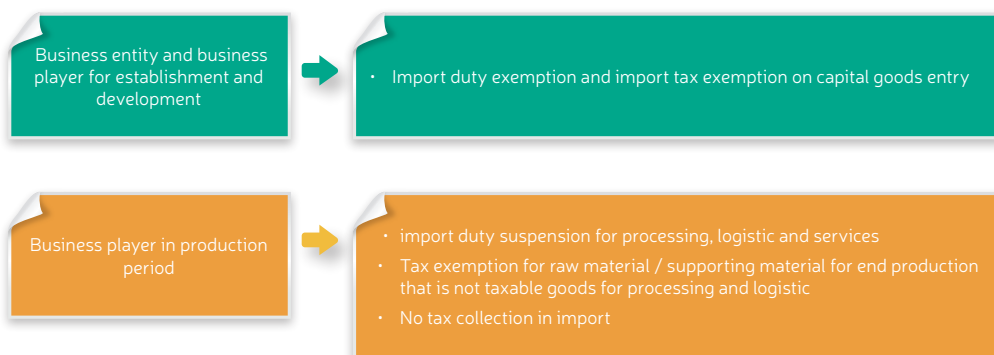 Business entity and business
player for establishment and
development
• Import duty exemption and import tax exemption on capital goods entry
Business player in production
period
• import duty suspension for processing, logistic and services
• Tax exemption for raw material / supporting material for end production
that is not taxable goods for processing and logistic
• No tax collection in import